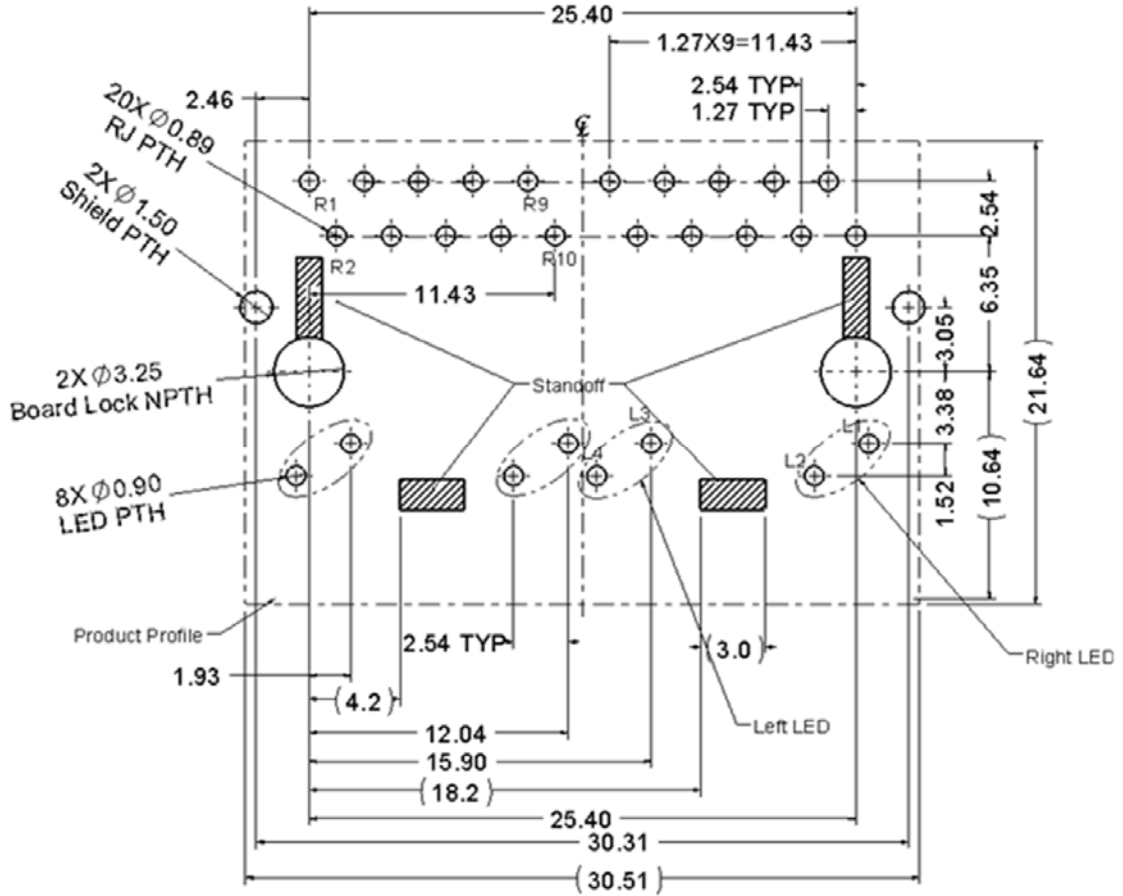 25.40
1.27X9=11.43
2.54 TYP
1.27 TYP
2.46
20X Ø0.89
RJ PTH
2X Ø1.50
Shield PTH
℄
R1
R9
R2
R10
2.54
6.35
11.43
3.05
(21.64)
2X Ø3.25
Board Lock NPTH
Standoff
3.38
L3
L1
L4
L2
8X Ø0.90
LED PTH
1.52
(10.64)
Product Profile
2.54 TYP
(3.0)
Right LED
1.93
(4.2)
Left LED
12.04
15.90
(18.2)
25.40
30.31
(30.51)